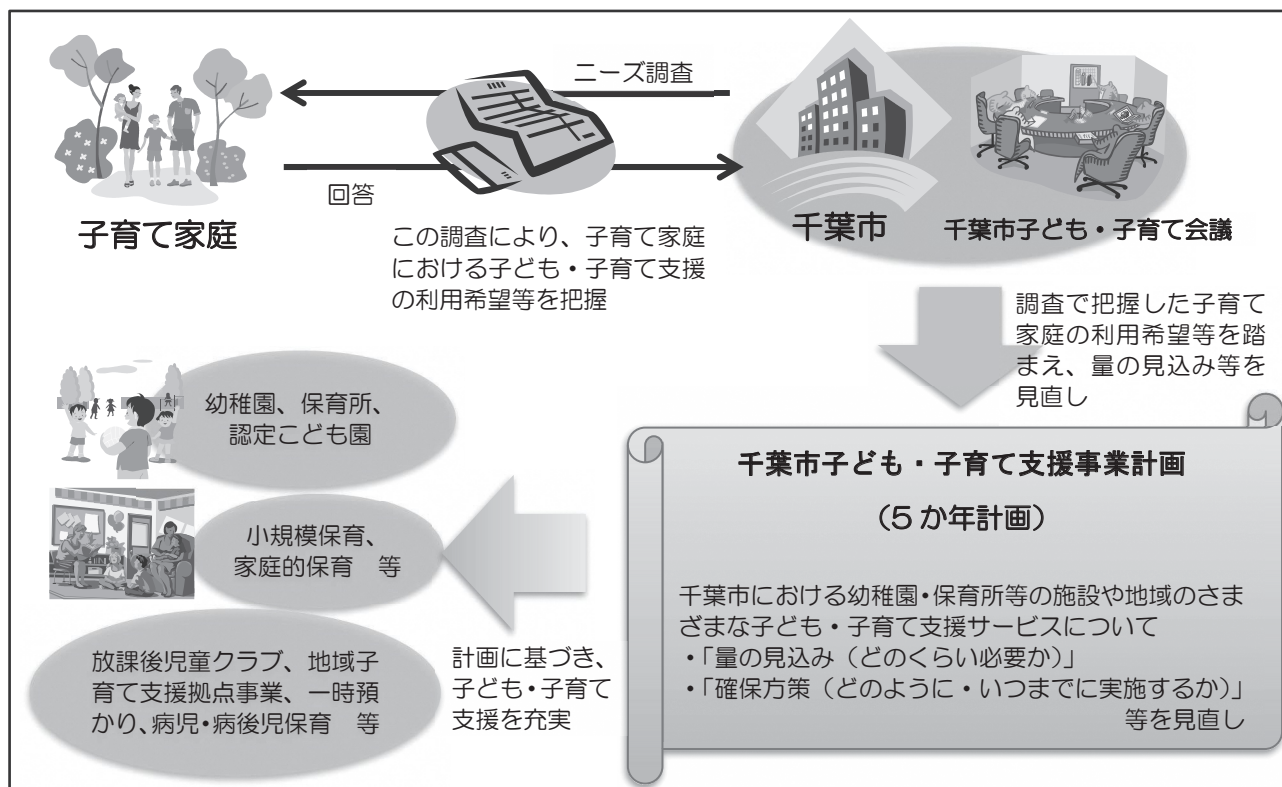 ニーズ調査
回答
子育て家庭
この調査により、子育て家庭
における子ども・子育て支援
の利用希望等を把握
千葉市
千葉市子ども・子育て会議
調査で把握した子育て
家庭の利用希望等を踏
まえ、量の見込み等を
見直し
千葉市子ども・子育て支援事業計画
（5か年計画）
千葉市における幼稚園・保育所等の施設や地域のさま
ざまな子ども・子育て支援サービスについて
・「量の見込み（どのくらい必要か）」
・「確保方策（どのように・いつまでに実施するか）」
等を見直し
計画に基づき、
子ども・子育て
支援を充実
幼稚園、保育所、
認定こども園
小規模保育、
家庭的保育　等
放課後児童クラブ、地域子
育て支援拠点事業、一時預
かり、病児・病後児保育　等